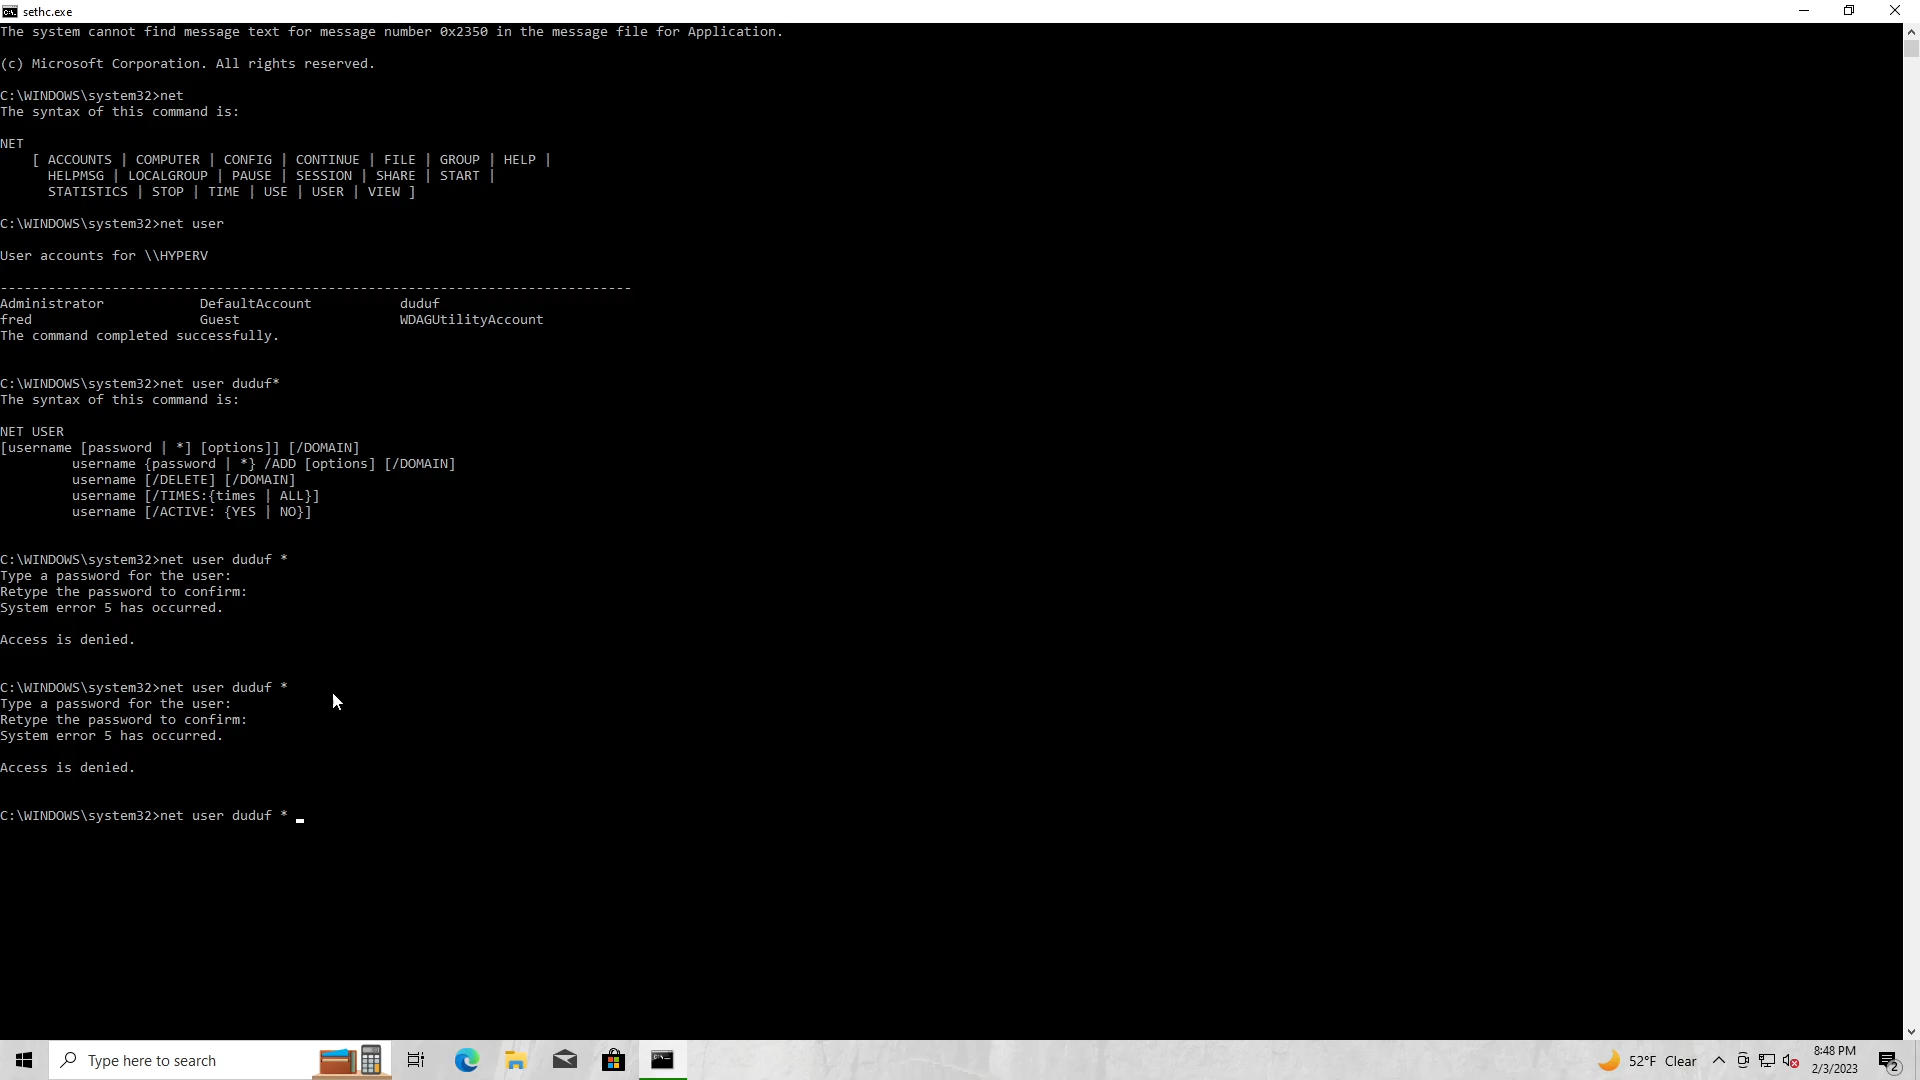 sethc.exe
The system cannot find message text for message number 0x2350 in the message file for Application.
(c) Microsoft Corporation. All rights reserved.
C:\WINDOWS\system32>net
The syntax of this command is:
NET
[ ACCOUNTS | COMPUTER | CONFIG | CONTINUE | FILE | GROUP | HELP |
HELPMSG | LOCALGROUP | PAUSE | SESSION | SHARE | START |
STATISTICS | STOP | TIME | USE | USER | VIEW ]
C:\WINDOWS\system32>net user
User accounts for \\HYPERV
-------------------------------------------------------------------------------
Administrator            DefaultAccount           duduf
fred                     Guest                    WDAGUtilityAccount
The command completed successfully.
C:\WINDOWS\system32>net user duduf*
The syntax of this command is:
NET USER
[username [password | *] [options]] [/DOMAIN]
username {password | *} /ADD [options] [/DOMAIN]
username [/DELETE] [/DOMAIN]
username [/TIMES:{times | ALL}]
username [/ACTIVE: {YES | NO}]
C:\WINDOWS\system32>net user duduf *
Type a password for the user:
Retype the password to confirm:
System error 5 has occurred.
Access is denied.
C:\WINDOWS\system32>net user duduf *
Type a password for the user:
Retype the password to confirm:
System error 5 has occurred.
Access is denied.
C:\WINDOWS\system32>net user duduf *
Type here to search
52°F Clear
8:48 PM
2/3/2023
2